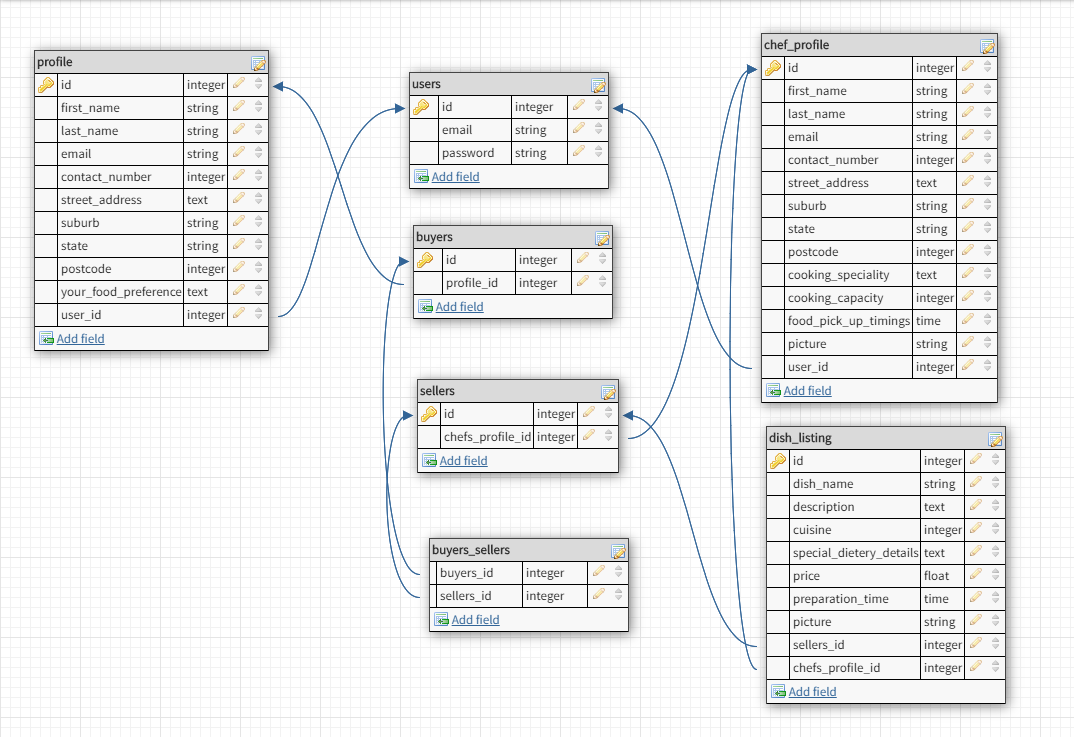 profile
id integer
first_name string
last_name string
email string
contact_number integer
street_address text
suburb string
state string
postcode integer
your_food_preference text
user_id integer
Add field
users
id integer
email string
password string
Add field
buyers
id integer
profile_id integer
Add field
sellers
id integer
chefs_profile_id integer
Add field
buyers_sellers
buyers_id integer
sellers_id integer
Add field
chef_profile
id integer
first_name string
last_name string
email string
contact_number integer
street_address text
suburb string
state string
postcode integer
cooking_speciality text
cooking_capacity integer
food_pick_up_timings time
picture string
user_id integer
Add field
dish_listing
id integer
dish_name string
description text
cuisine integer
special_dietery_details text
price float
preparation_time time
picture string
sellers_id integer
chefs_profile_id integer
Add field